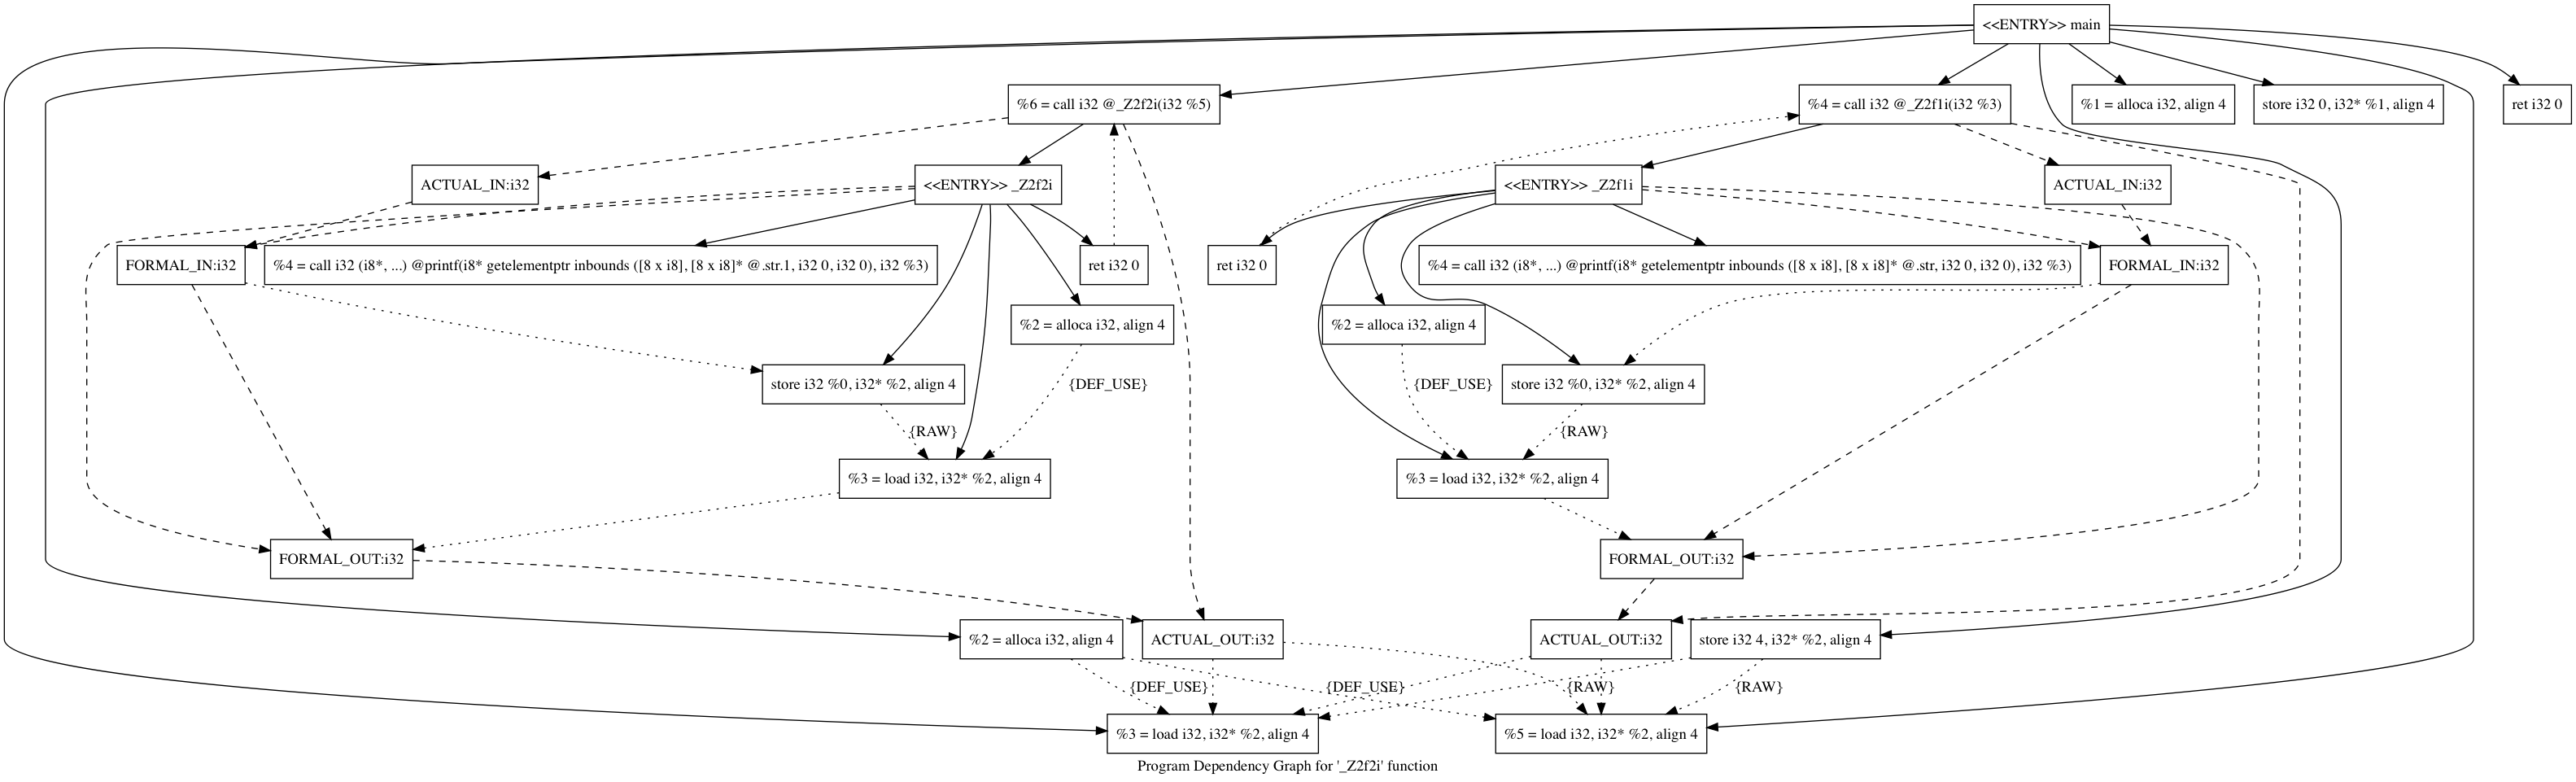 <<ENTRY>> main
%6 = call i32 @_Z2f2i(i32 %5)
%4 = call i32 @_Z2f1i(i32 %3)
%1 = alloca i32, align 4
store i32 0, i32* %1, align 4
ret i32 0
ACTUAL_IN:i32
<<ENTRY>> _Z2f2i
<<ENTRY>> _Z2f1i
ACTUAL_IN:i32
FORMAL_IN:i32
%4 = call i32 (i8*, ...) @printf(i8* getelementptr inbounds ([8 x i8], [8 x i8]* @.str.1, i32 0, i32 0), i32 %3)
ret i32 0
ret i32 0
%4 = call i32 (i8*, ...) @printf(i8* getelementptr inbounds ([8 x i8], [8 x i8]* @.str, i32 0, i32 0), i32 %3)
FORMAL_IN:i32
%2 = alloca i32, align 4
%2 = alloca i32, align 4
store i32 %0, i32* %2, align 4
{DEF_USE}
{DEF_USE}
store i32 %0, i32* %2, align 4
{RAW}
{RAW}
%3 = load i32, i32* %2, align 4
%3 = load i32, i32* %2, align 4
FORMAL_OUT:i32
FORMAL_OUT:i32
%2 = alloca i32, align 4
ACTUAL_OUT:i32
ACTUAL_OUT:i32
store i32 4, i32* %2, align 4
{DEF_USE}
{DEF_USE}
{RAW}
{RAW}
%3 = load i32, i32* %2, align 4
%5 = load i32, i32* %2, align 4
Program Dependency Graph for '_Z2f2i' function